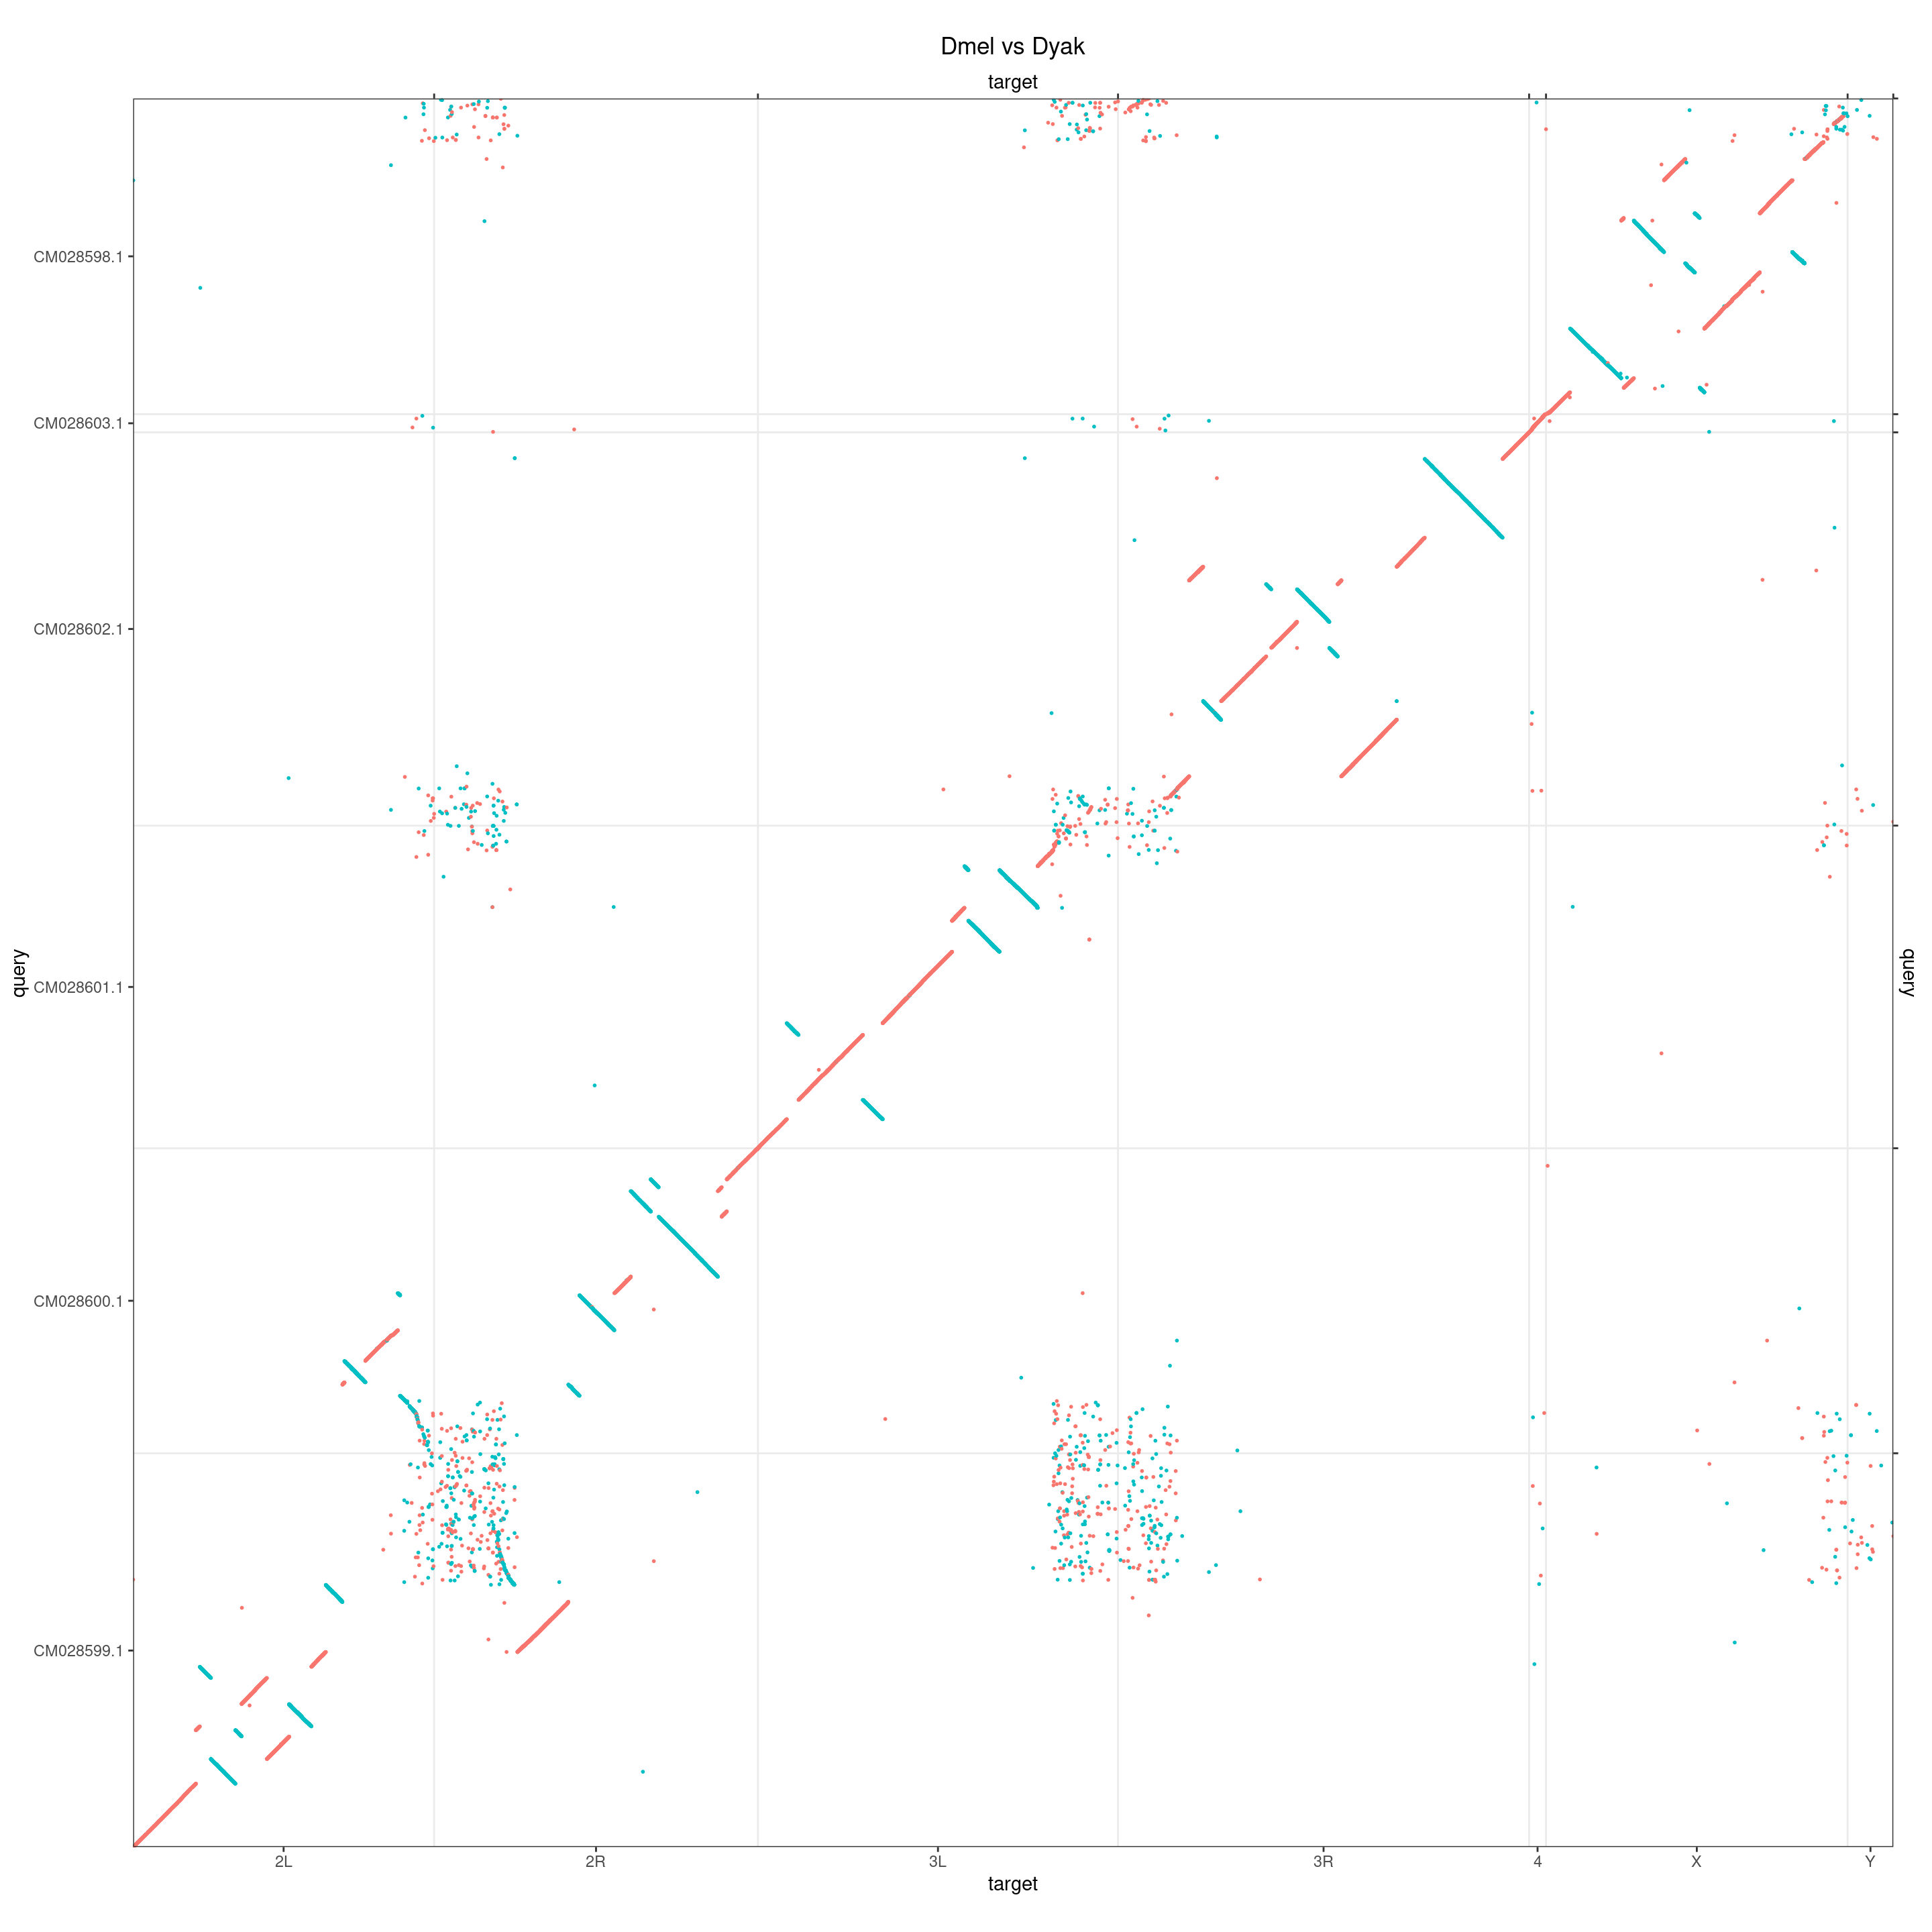 Dmel vs Dyak
target
CM028598.1
CM028603.1
CM028602.1
query
query
CM028601.1
CM028600.1
CM028599.1
2L 2R 3L 3R 4 X Y
target